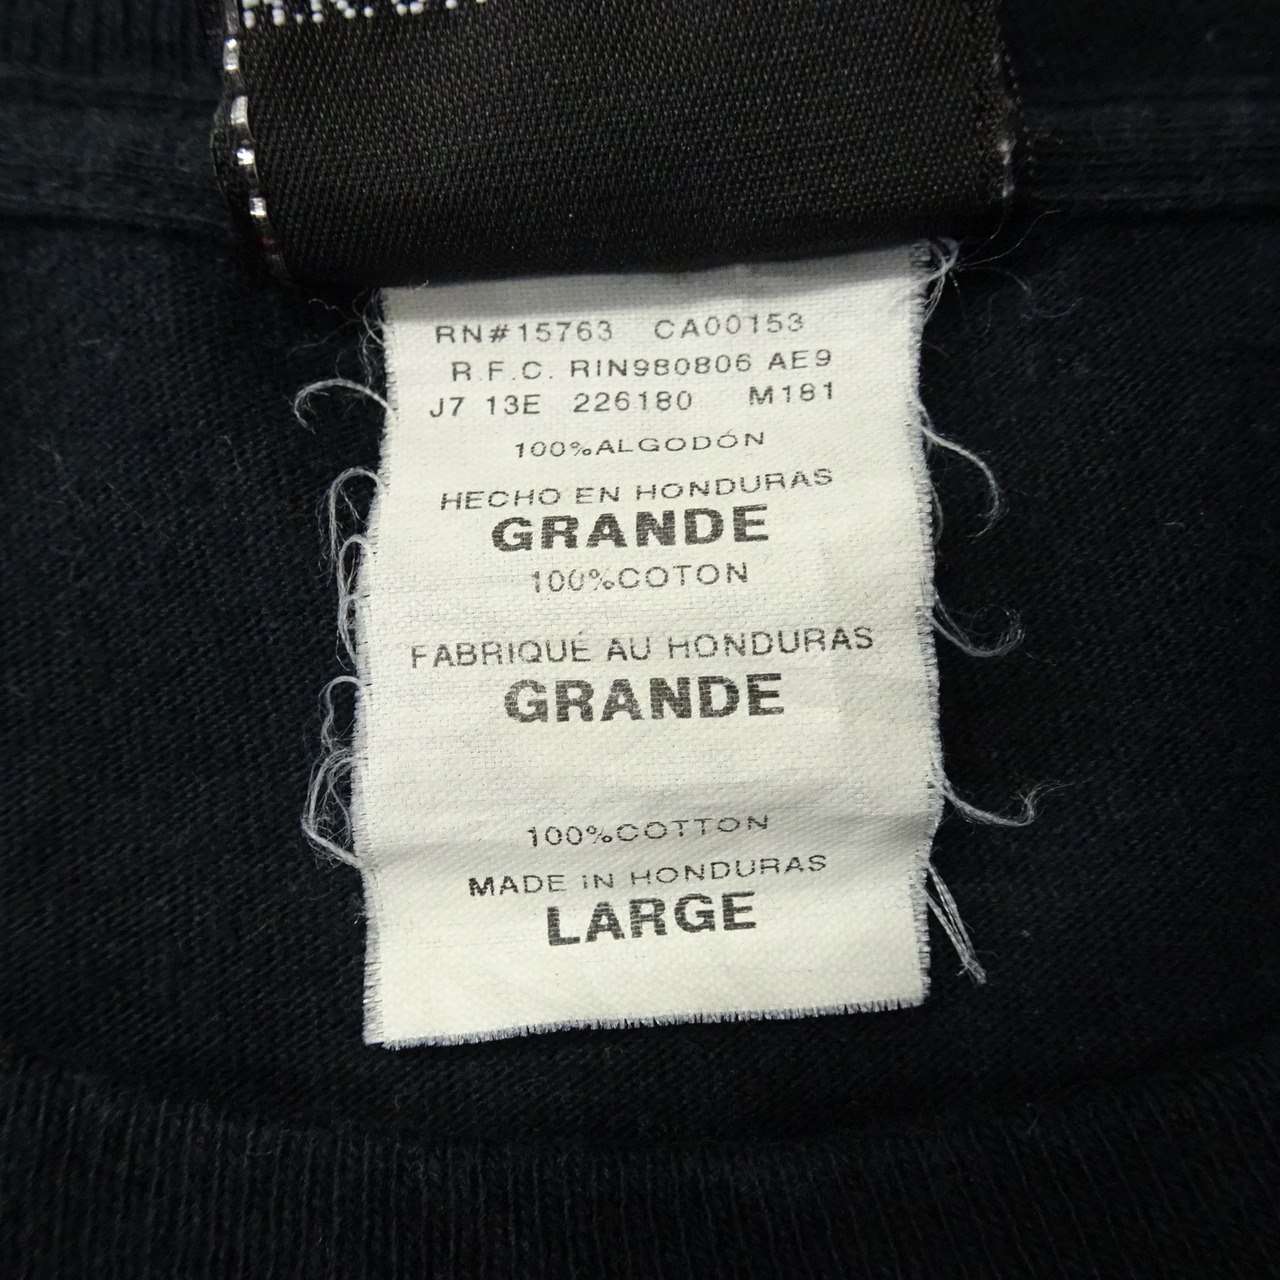 RN#15763 CA00153
R.F.C. RIN980806 AE9
J7 13E 226180 M181
100%ALGODÓN
HECHO EN HONDURAS
GRANDE
100%COTON
FABRIQUÉ AU HONDURAS
GRANDE
100%COTTON
MADE iN HONDURAS
LARGE